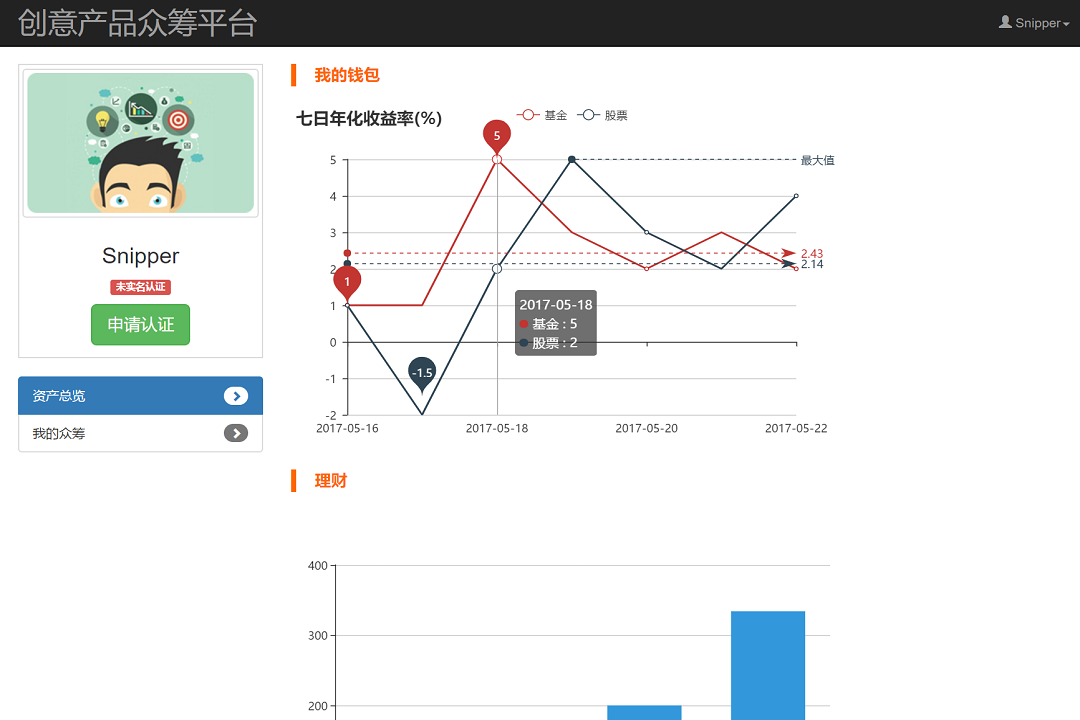 创意产品众筹平台
Snipper
Snipper
未实名认证
申请认证
资产总览
我的众筹
我的钱包
七日年化收益率(%)
基金 股票
5
5
最大值
4
3
2.43
2.14
2
1
1
2017-05-18
基金 : 5
股票 : 2
0
-1.5
-1
-2
2017-05-16 2017-05-18 2017-05-20 2017-05-22
理财
400
300
200